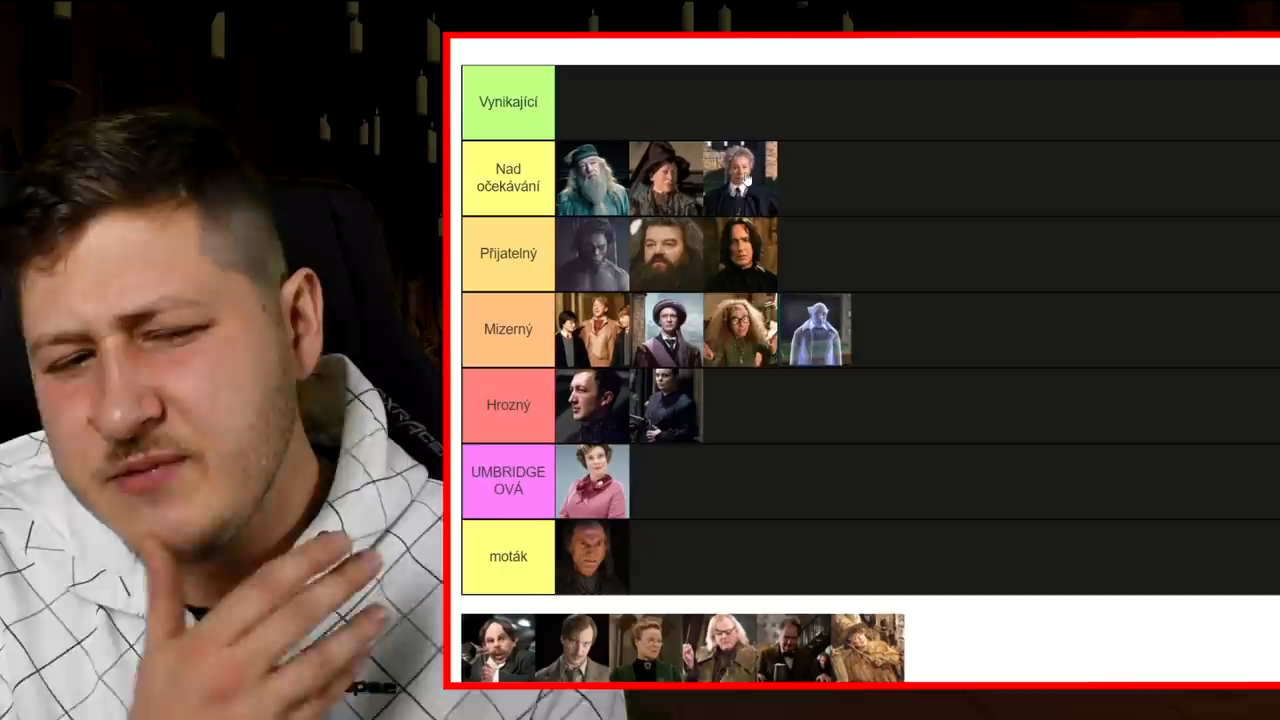 Vynikající
Nad
očekávání
Přijatelný
Mizerný
Hrozný
UMBRIDGE
OVÁ
moták